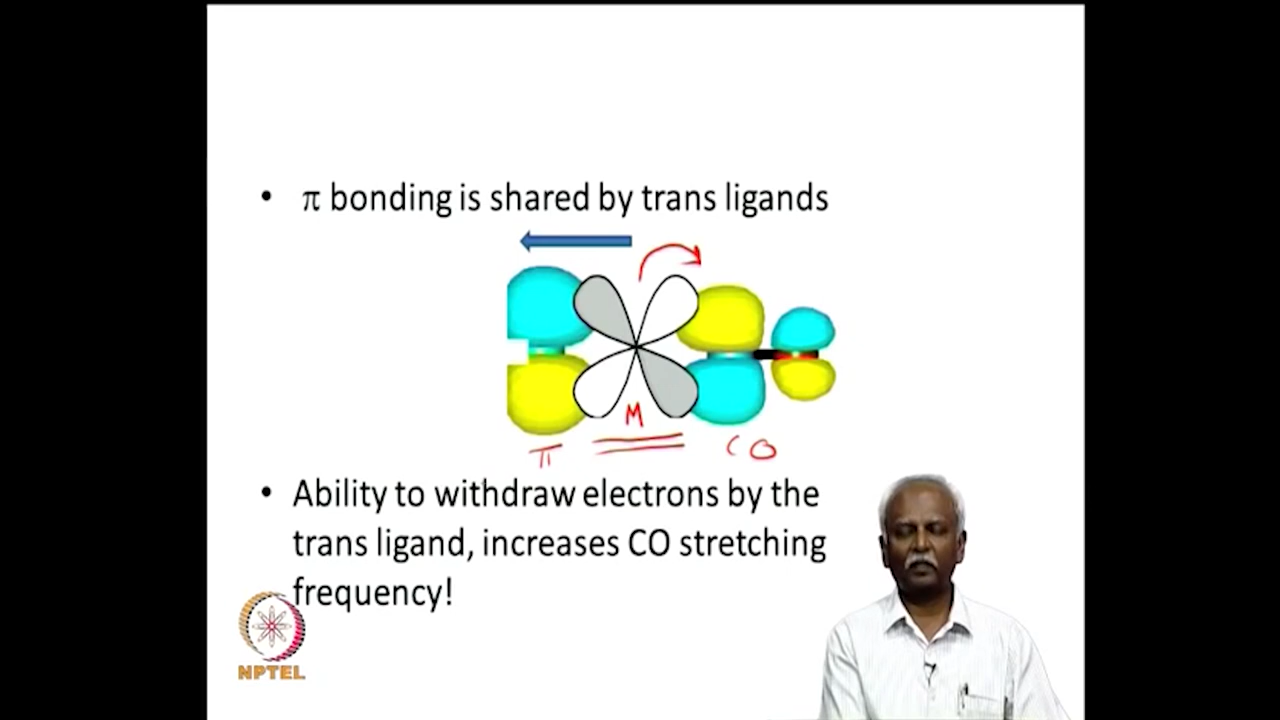 • π bonding is shared by trans ligands
M
π CO
• Ability to withdraw electrons by the
trans ligand, increases CO stretching
frequency!
NPTEL